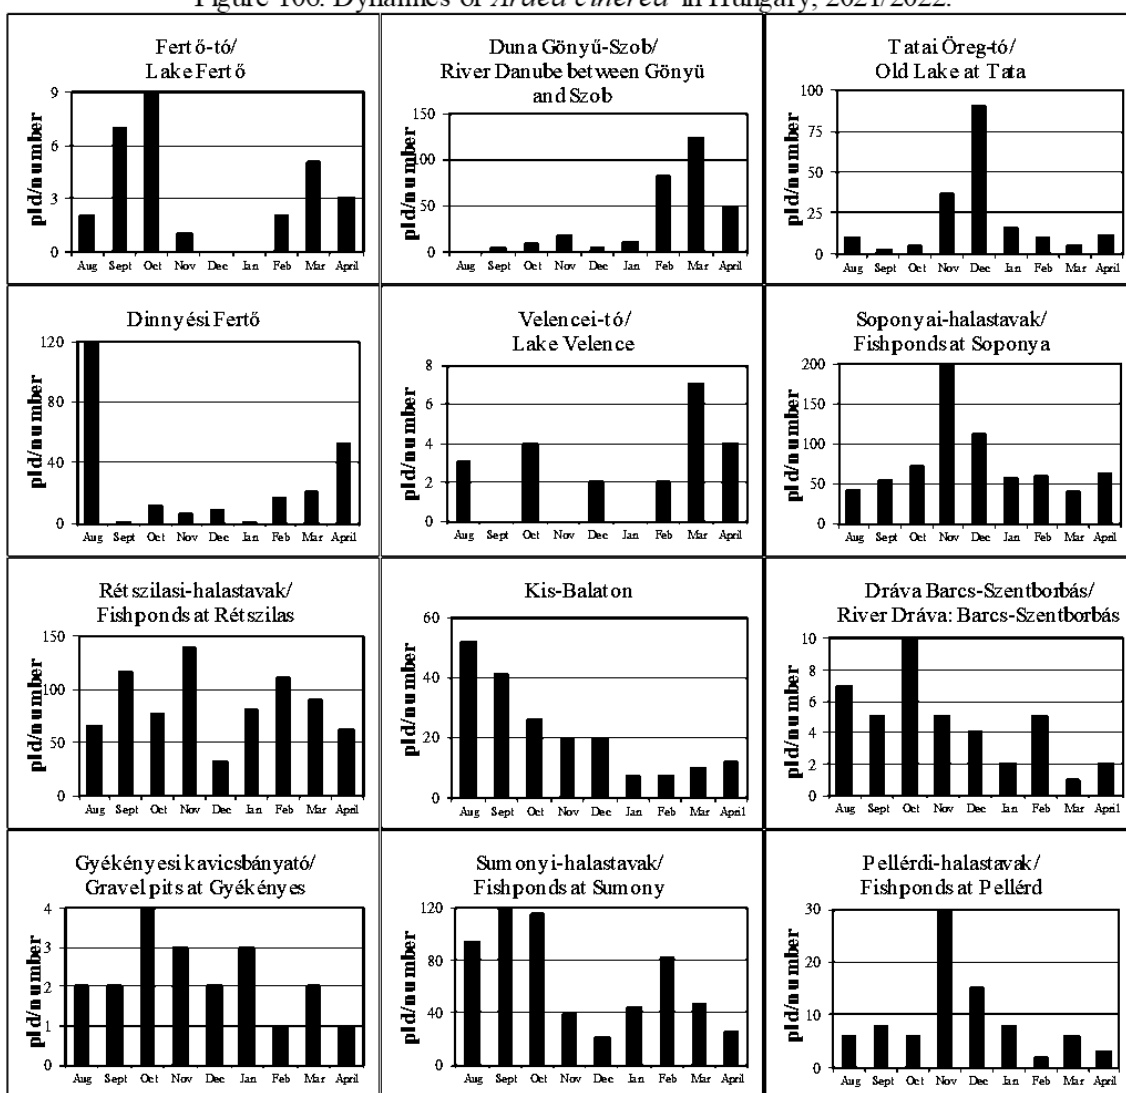 Figure 106. Dynamics of Ardea cinerea in Hungary, 2021/2022.
Fertő-tó/
Lake Fertő
pld/number
9
6
3
0
Aug Sept Oct Nov Dec Jan Feb Mar April
Duna Gönyű-Szob/
River Danube between Gönyü
and Szob
pld/number
150
100
50
0
Aug Sept Oct Nov Dec Jan Feb Mar April
Tatai Öreg-tó/
Old Lake at Tata
pld/number
100
75
50
25
0
Aug Sept Oct Nov Dec Jan Feb Mar April
Dinnyési Fertő
pld/number
120
80
40
0
Aug Sept Oct Nov Dec Jan Feb Mar April
Velencei-tó/
Lake Velence
pld/number
8
6
4
2
0
Aug Sept Oct Nov Dec Jan Feb Mar April
Soponyai-halastavak/
Fishponds at Soponya
pld/number
200
150
100
50
0
Aug Sept Oct Nov Dec Jan Feb Mar April
Rétszilasi-halastavak/
Fishponds at Rétszilas
pld/number
150
100
50
0
Aug Sept Oct Nov Dec Jan Feb Mar April
Kis-Balaton
pld/number
60
40
20
0
Aug Sept Oct Nov Dec Jan Feb Mar April
Dráva Barcs-Szentborbás/
River Dráva: Barcs-Szentborbás
pld/number
10
8
6
4
2
0
Aug Sept Oct Nov Dec Jan Feb Mar April
Gyékényesi kavicsbányató/
Gravel pits at Gyékényes
pld/number
4
3
2
1
0
Aug Sept Oct Nov Dec Jan Feb Mar April
Sumonyi-halastavak/
Fishponds at Sumony
pld/number
120
80
40
0
Aug Sept Oct Nov Dec Jan Feb Mar April
Pellérdi-halastavak/
Fishponds at Pellérd
pld/number
30
20
10
0
Aug Sept Oct Nov Dec Jan Feb Mar April